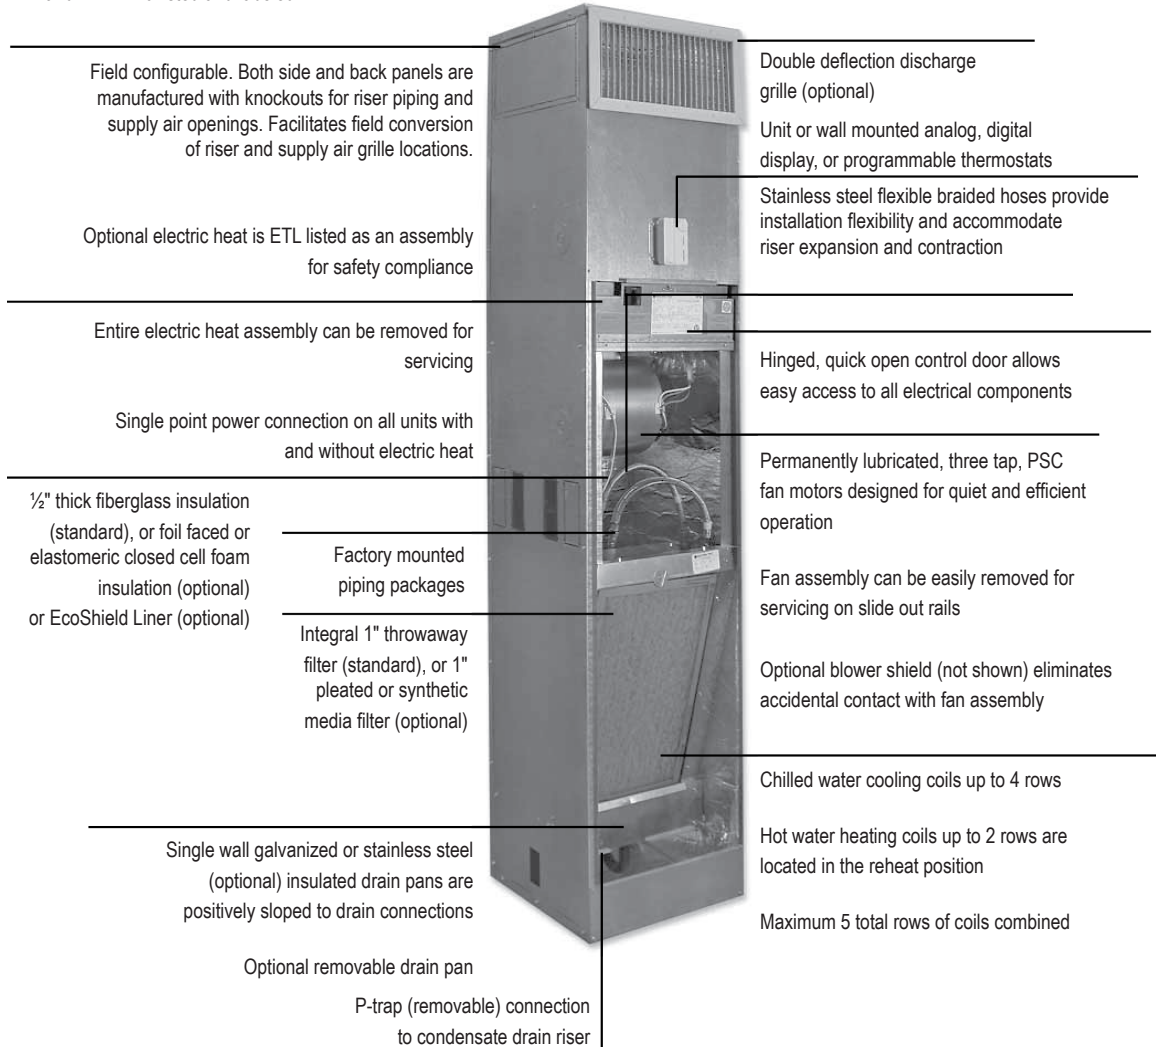 Field configurable. Both side and back panels are
manufactured with knockouts for riser piping and
supply air openings. Facilitates field conversion
of riser and supply air grille locations.
Optional electric heat is ETL listed as an assembly
for safety compliance
Entire electric heat assembly can be removed for
servicing
Single point power connection on all units with
and without electric heat
½" thick fiberglass insulation
(standard), or foil faced or
elastomeric closed cell foam
insulation (optional)
or EcoShield Liner (optional)
Factory mounted
piping packages
Integral 1" throwaway
filter (standard), or 1"
pleated or synthetic
media filter (optional)
Single wall galvanized or stainless steel
(optional) insulated drain pans are
positively sloped to drain connections
Optional removable drain pan
P-trap (removable) connection
to condensate drain riser
Double deflection discharge
grille (optional)
Unit or wall mounted analog, digital
display, or programmable thermostats
Stainless steel flexible braided hoses provide
installation flexibility and accommodate
riser expansion and contraction
Hinged, quick open control door allows
easy access to all electrical components
Permanently lubricated, three tap, PSC
fan motors designed for quiet and efficient
operation
Fan assembly can be easily removed for
servicing on slide out rails
Optional blower shield (not shown) eliminates
accidental contact with fan assembly
Chilled water cooling coils up to 4 rows
Hot water heating coils up to 2 rows are
located in the reheat position
Maximum 5 total rows of coils combined